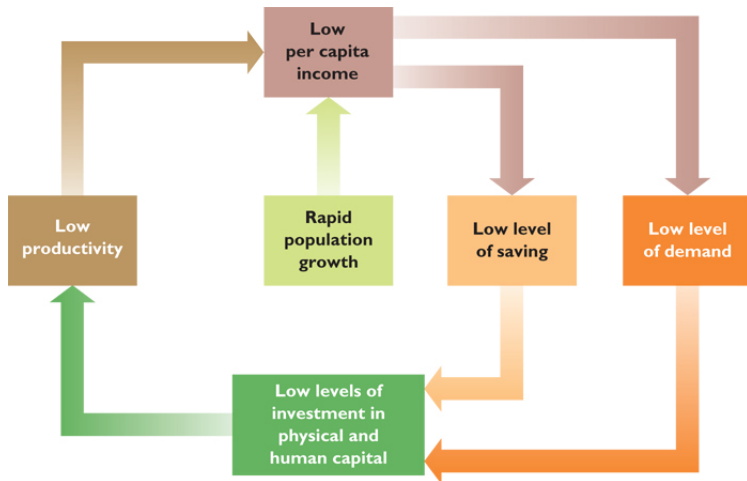 Low
per capita
income
Low
productivity
Rapid
population
growth
Low level
of saving
Low level
of demand
Low levels of
investment in
physical and
human capital